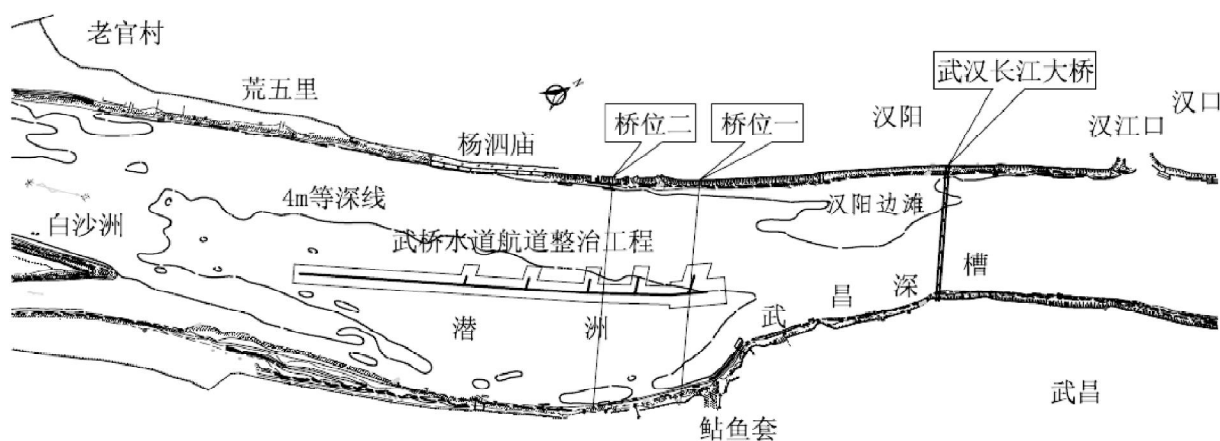 老官村
荒五里
杨泗庙
桥位二
桥位一
武汉长江大桥
汉阳
汉江口
汉口
N
白沙洲
4m等深线
汉阳边滩
武桥水道航道整治工程
潜洲
武昌深槽
武昌
鲇鱼套